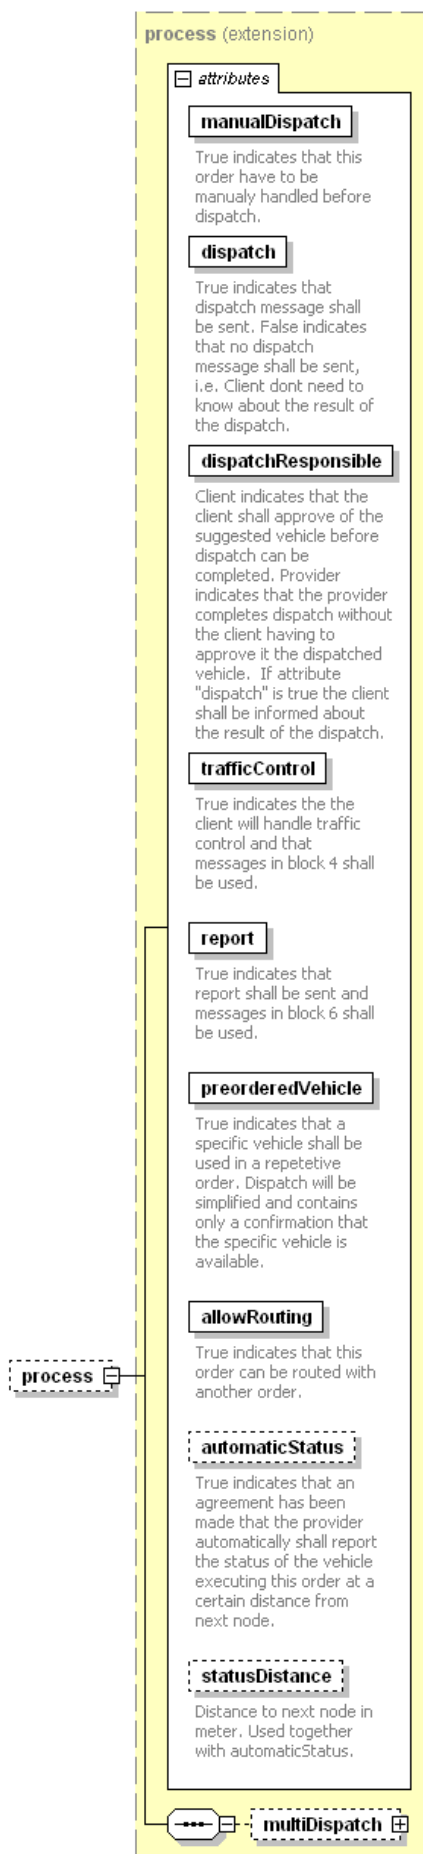 process (extension)
attributes
manualDispatch
True indicates that this
order have to be
manualy handled before
dispatch.
dispatch
True indicates that
dispatch message shall
be sent. False indicates
that no dispatch
message shall be sent,
i.e. Client dont need to
know about the result of
the dispatch.
dispatchResponsible
Client indicates that the
client shall approve of the
suggested vehicle before
dispatch can be
completed. Provider
indicates that the provider
completes dispatch without
the client having to
approve it the dispatched
vehicle.  If attribute
"dispatch" is true the client
shall be informed about
the result of the dispatch.
trafficControl
True indicates the the
client will handle traffic
control and that
messages in block 4 shall
be used.
report
True indicates that
report shall be sent and
messages in block 6 shall
be used.
preorderedVehicle
True indicates that a
specific vehicle shall be
used in a repetetive
order. Dispatch will be
simplified and contains
only a confirmation that
the specific vehicle is
available.
allowRouting
True indicates that this
order can be routed with
another order.
process
automaticStatus
True indicates that an
agreement has been
made that the provider
automatically shall report
the status of the vehicle
executing this order at a
certain distance from
next node.
statusDistance
Distance to next node in
meter. Used together
with automaticStatus.
multiDispatch